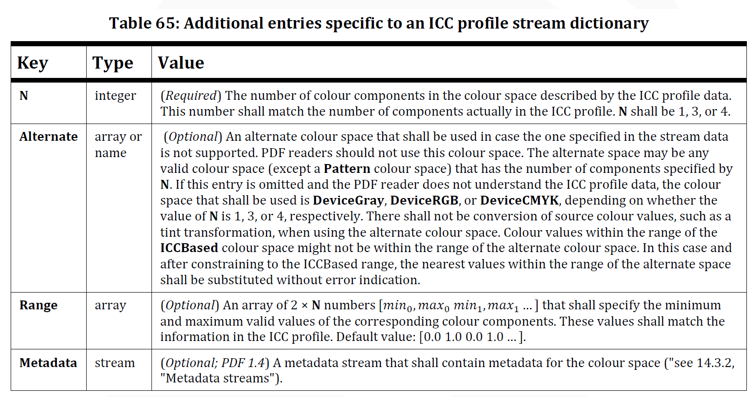 Table 65: Additional entries specific to an ICC profile stream dictionary
Key Type Value
N integer (Required) The number of colour components in the colour space described by the ICC profile data.
This number shall match the number of components actually in the ICC profile. N shall be 1, 3, or 4.
Alternate array or (Optional) An alternate colour space that shall be used in case the one specified in the stream data
name is not supported. PDF readers should not use this colour space. The alternate space may be any
valid colour space (except a Pattern colour space) that has the number of components specified by
N. If this entry is omitted and the PDF reader does not understand the ICC profile data, the colour
space that shall be used is DeviceGray, DeviceRGB, or DeviceCMYK, depending on whether the
value of N is 1, 3, or 4, respectively. There shall not be conversion of source colour values, such as a
tint transformation, when using the alternate colour space. Colour values within the range of the
ICCBased colour space might not be within the range of the alternate colour space. In this case and
after constraining to the ICCBased range, the nearest values within the range of the alternate space
shall be substituted without error indication.
Range array (Optional) An array of 2 × N numbers [min₀, max₀ min₁, max₁ ...] that shall specify the minimum
and maximum valid values of the corresponding colour components. These values shall match the
information in the ICC profile. Default value: [0.0 1.0 0.0 1.0 ...].
Metadata stream (Optional; PDF 1.4) A metadata stream that shall contain metadata for the colour space ("see 14.3.2,
"Metadata streams").